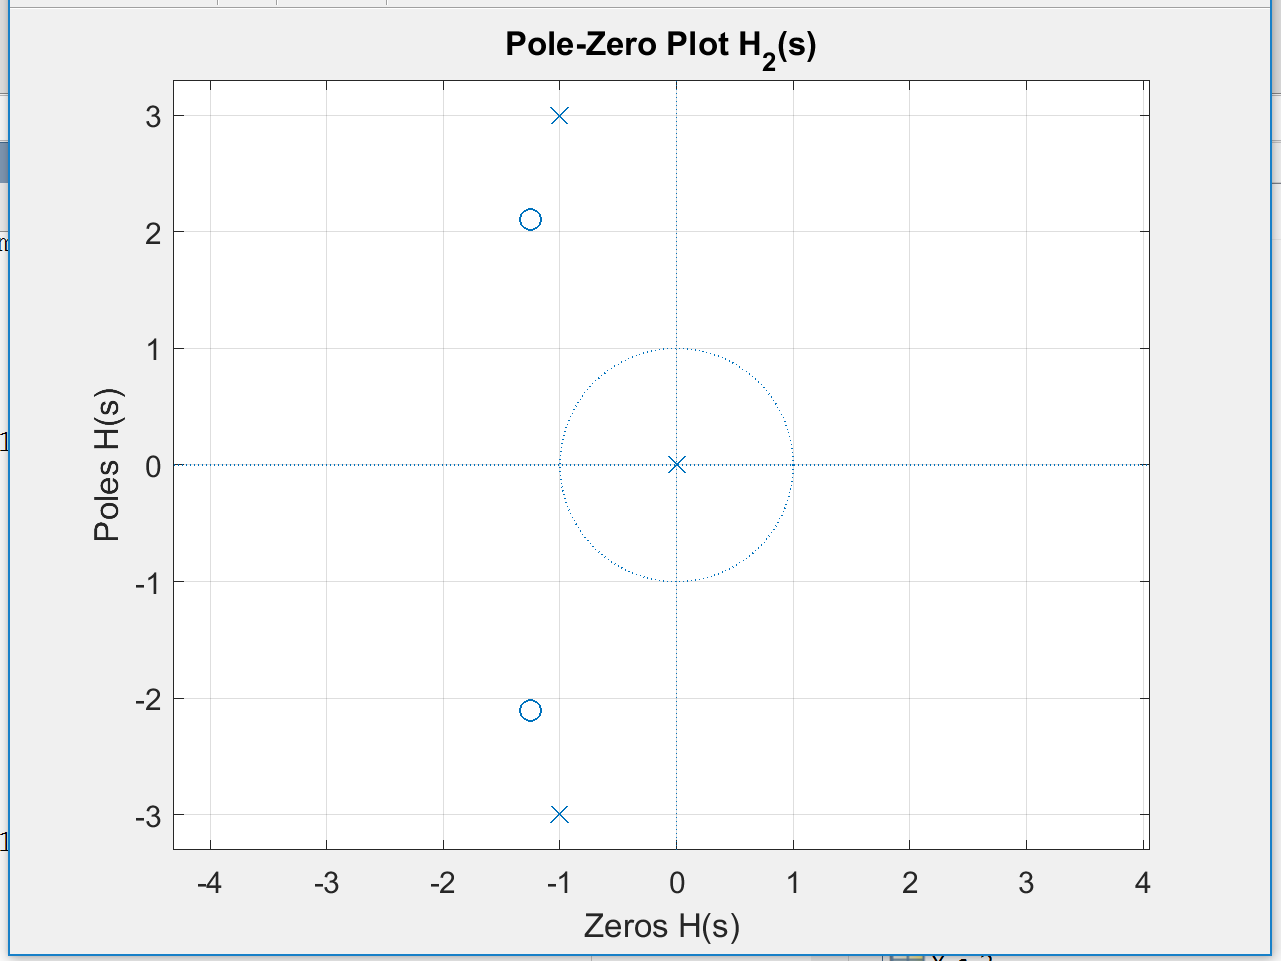 Pole-Zero Plot H2(s)
3
2
1
0
-1
-2
-3
Poles H(s)
-4 -3 -2 -1 0 1 2 3 4
Zeros H(s)